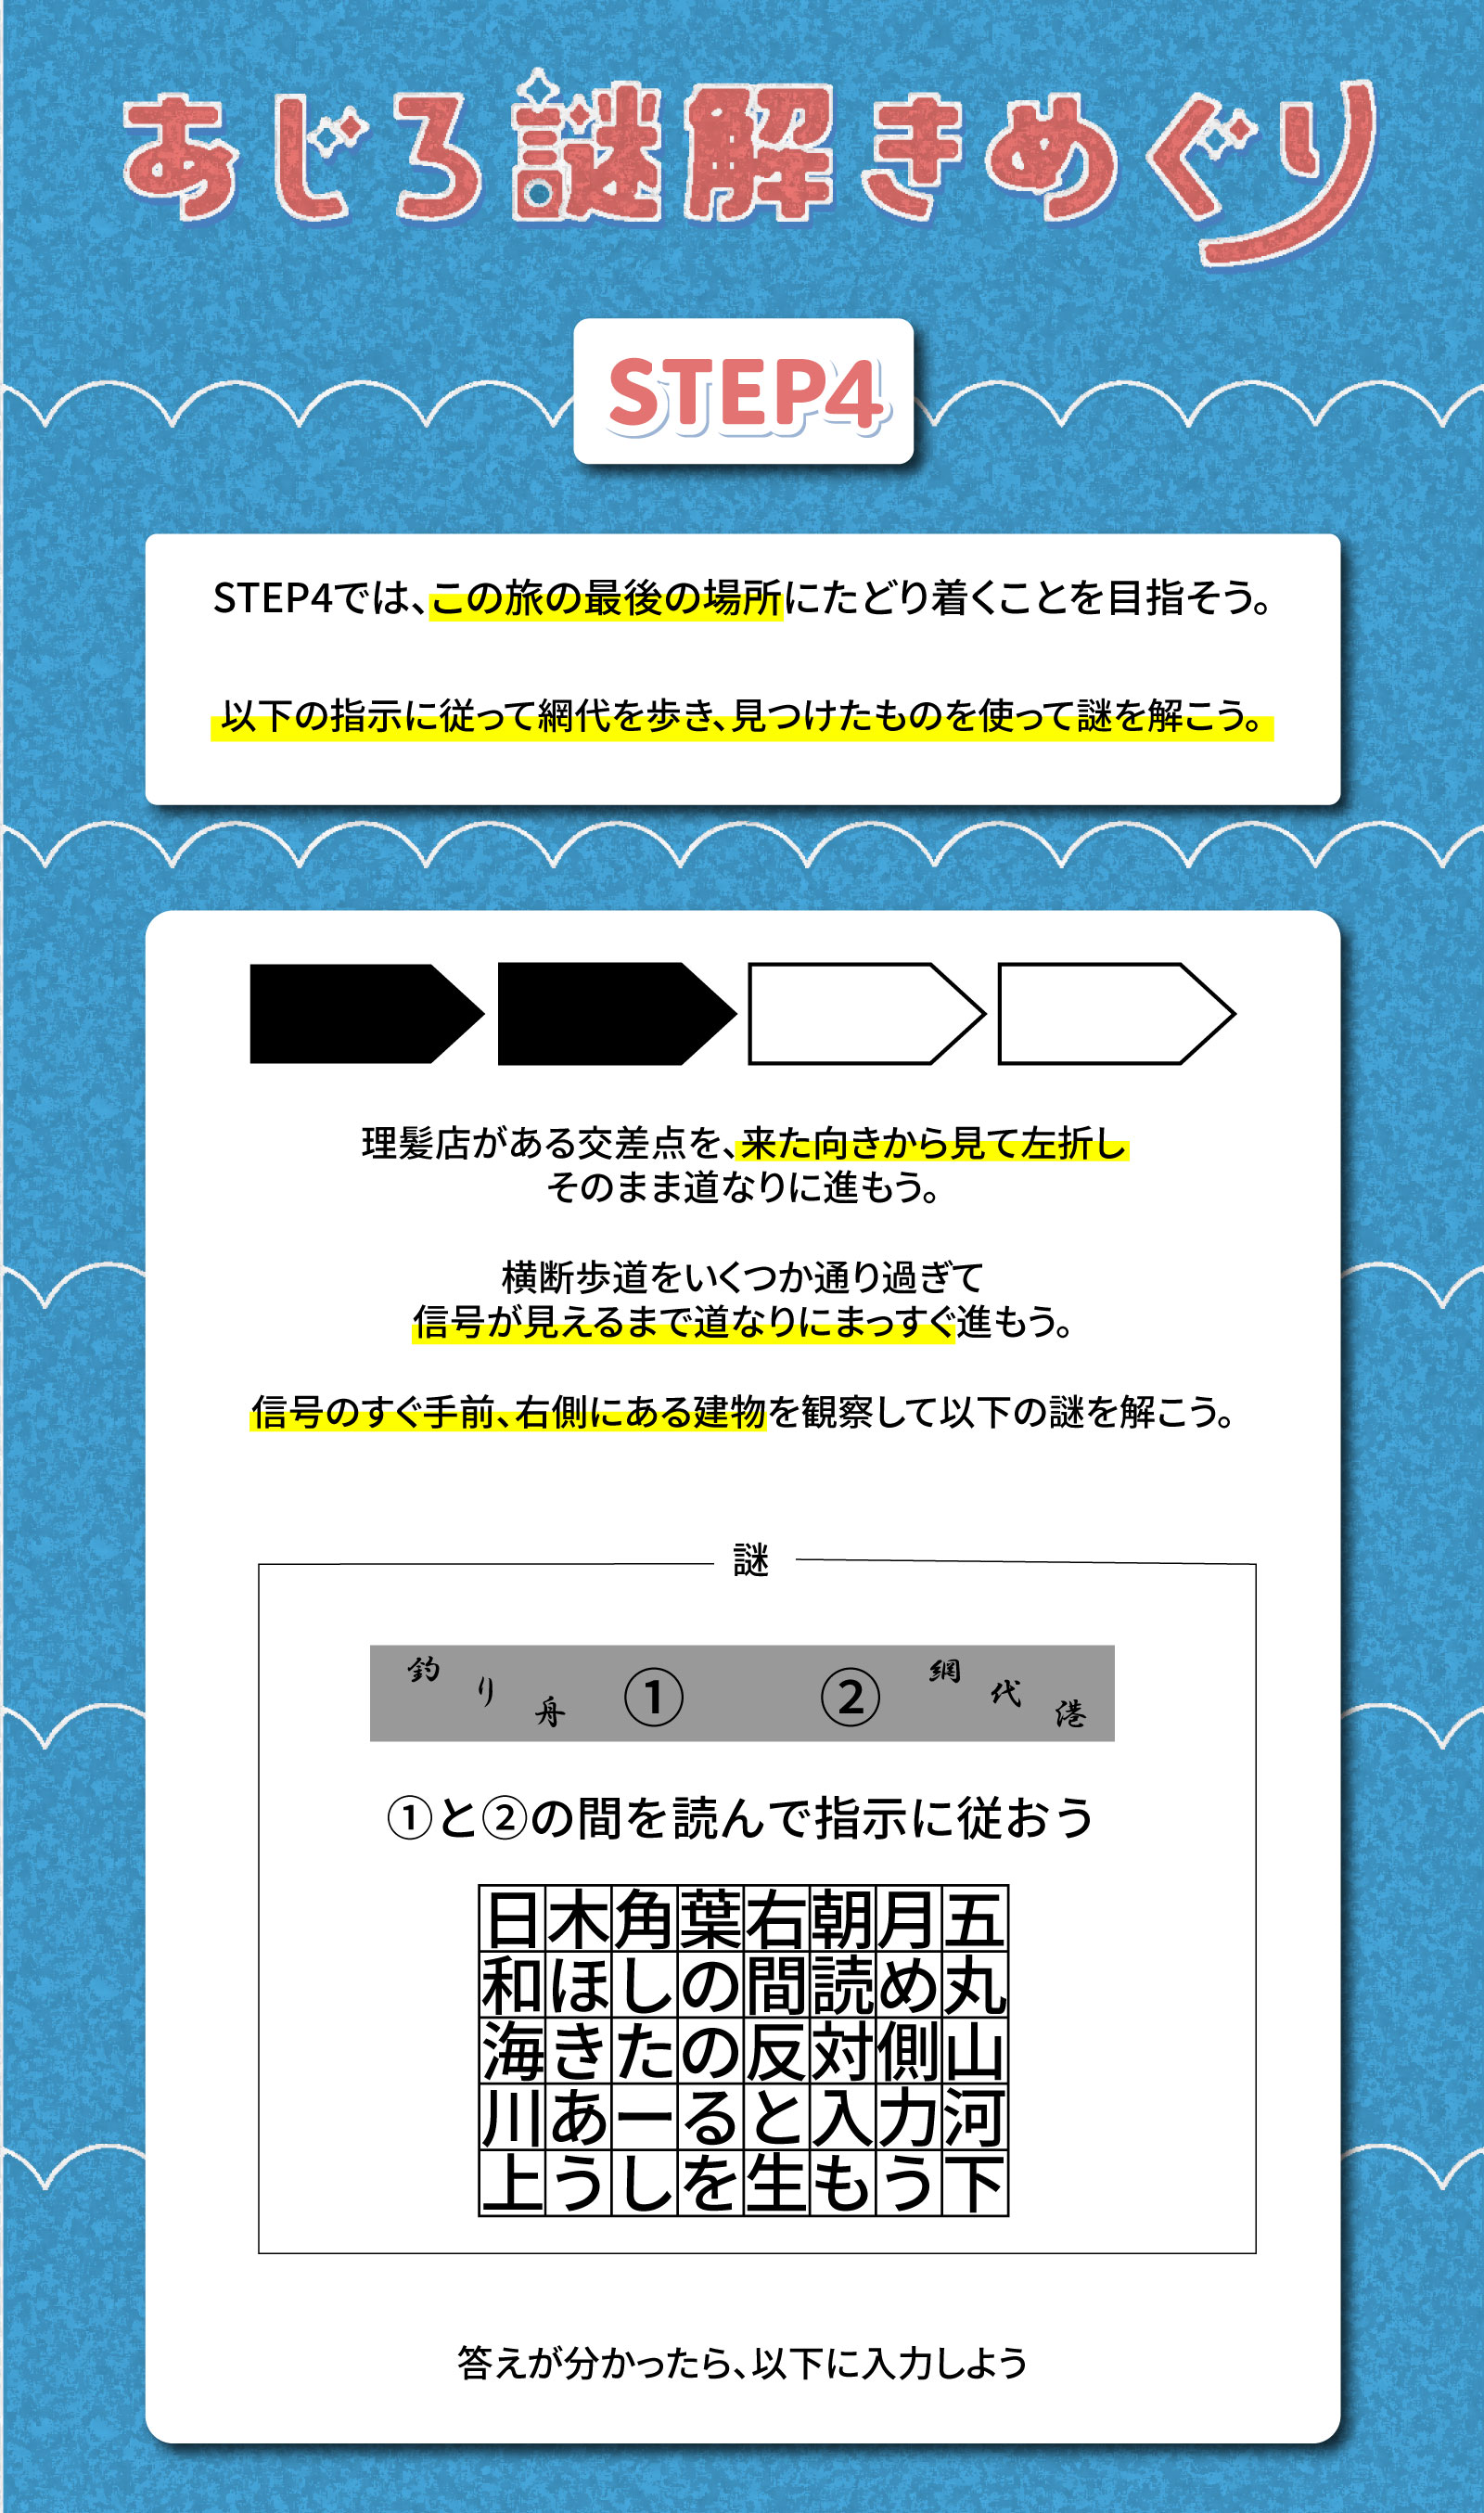 あじろ謎解きめぐり
STEP4
STEP4では、この旅の最後の場所にたどり着くことを目指そう。
以下の指示に従って網代を歩き、見つけたものを使って謎を解こう。
理髪店がある交差点を、来た向きから見て左折し
そのまま道なりに進もう。
横断歩道をいくつか通り過ぎて
信号が見えるまで道なりにまっすぐ進もう。
信号のすぐ手前、右側にある建物を観察して以下の謎を解こう。
謎
釣り舟 ① ② 網代港
①と②の間を読んで指示に従おう
日木角葉右朝月五
和ほしの間読め丸
海きたの反対側山
川あーると入力河
上うしを生もう下
答えが分かったら、以下に入力しよう